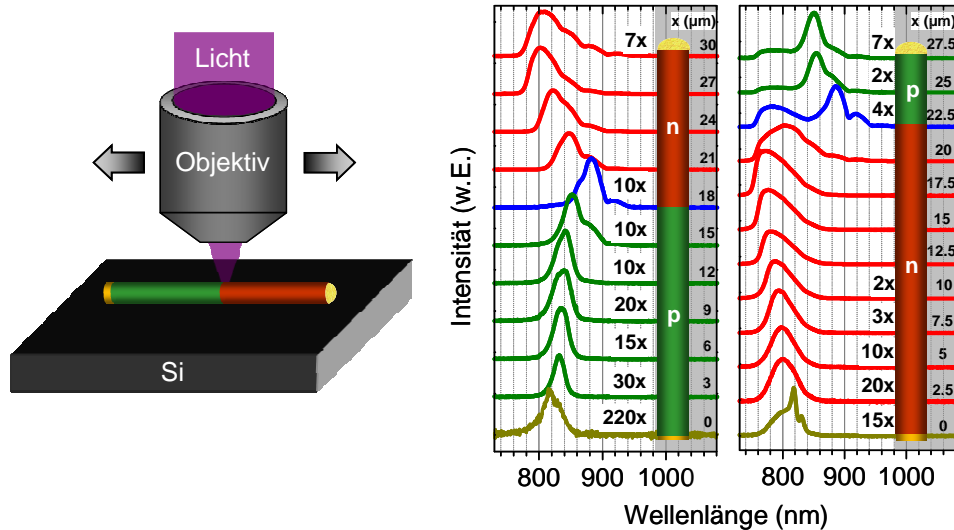 Licht
Objektiv
Si
Intensität (w.E.)
x (µm)
7x
30
27
24
21
10x
18
10x
15
10x
12
20x
9
15x
6
30x
3
220x
0
n
p
800
900
1000
x (µm)
7x
27.5
2x
25
4x
22.5
20
17.5
15
12.5
2x
10
3x
7.5
10x
5
20x
2.5
15x
0
p
n
800
900
1000
Wellenlänge (nm)